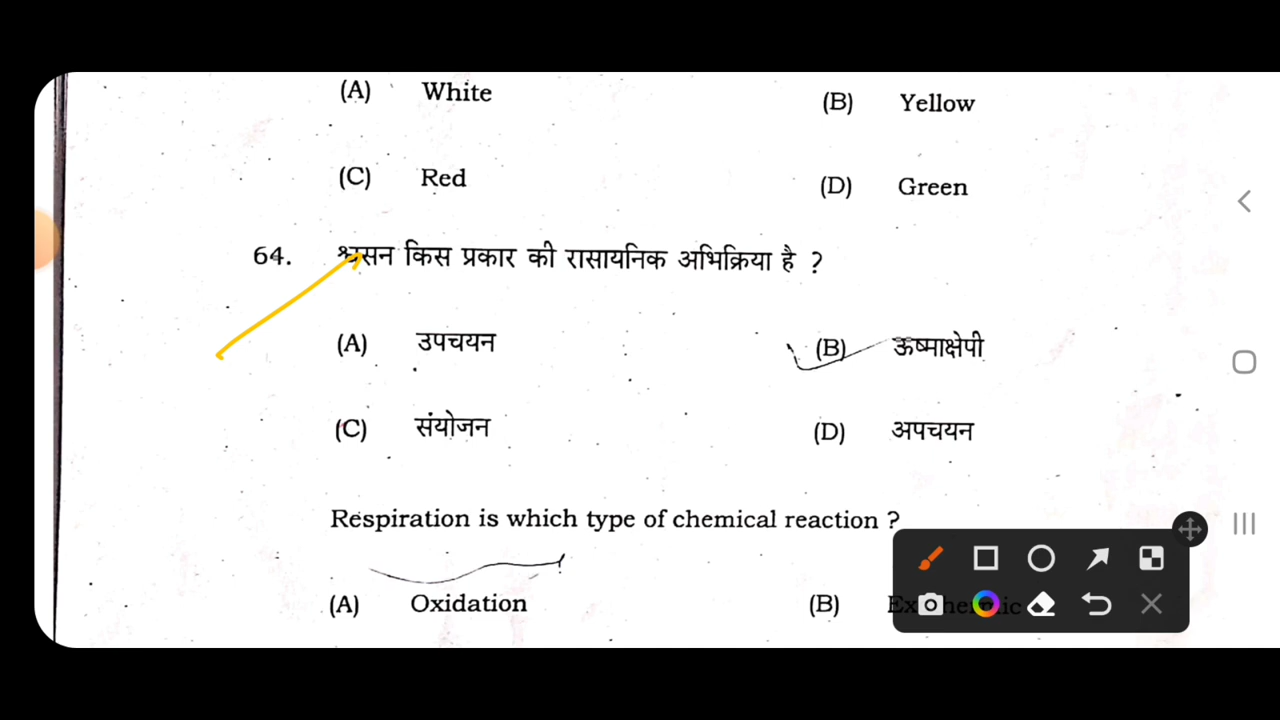 (A) White (B) Yellow
(C) Red (D) Green
64. श्वसन किस प्रकार की रासायनिक अभिक्रिया है ?
(A) उपचयन (B) ऊष्माक्षेपी
(C) संयोजन (D) अपचयन
Respiration is which type of chemical reaction ?
(A) Oxidation (B)